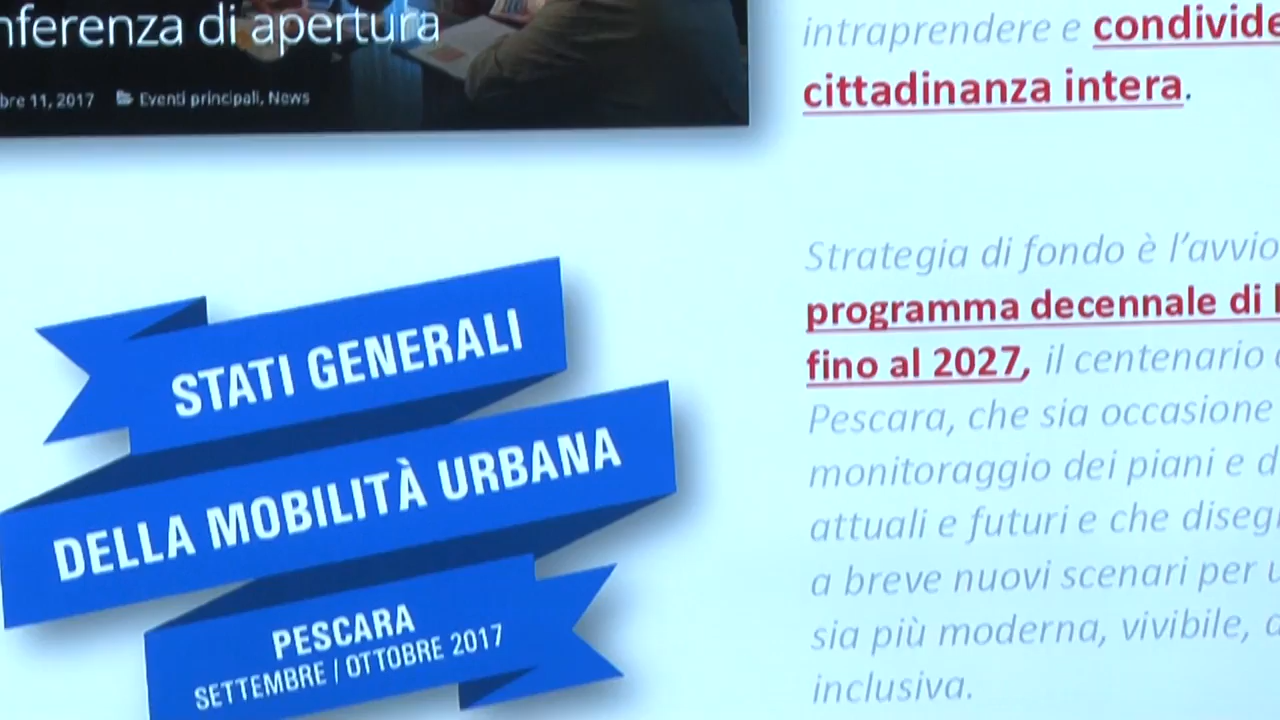 nferenza di apertura
bre 11, 2017 Eventi principali, News
STATI GENERALI
DELLA MOBILITÀ URBANA
PESCARA
SETTEMBRE / OTTOBRE 2017
intraprendere e condivide
cittadinanza intera.
Strategia di fondo è l'avvio
programma decennale di
fino al 2027, il centenario
Pescara, che sia occasione
monitoraggio dei piani e d
attuali e futuri e che diseg
a breve nuovi scenari per u
sia più moderna, vivibile,
inclusiva.